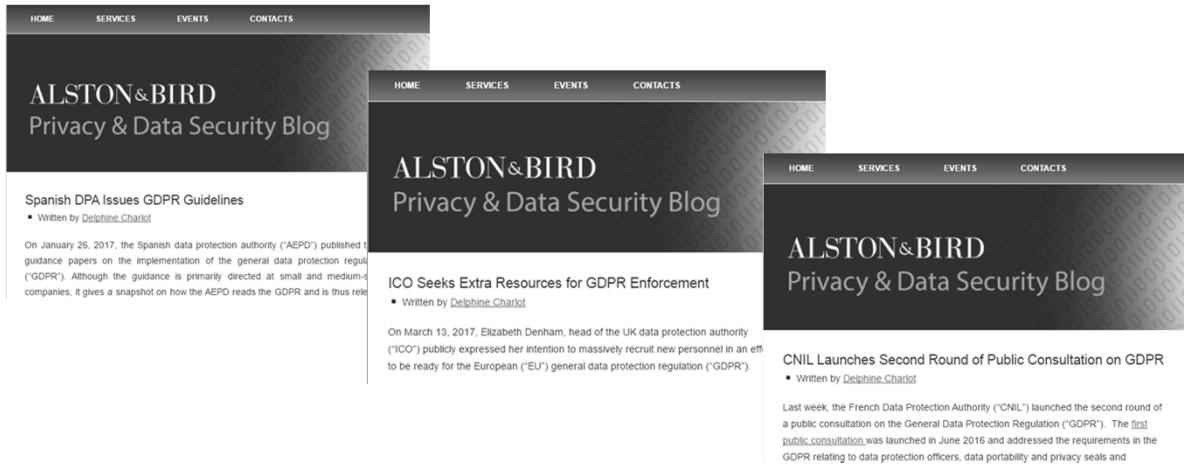 HOME SERVICES EVENTS CONTACTS
ALSTON&BIRD
Privacy & Data Security Blog
Spanish DPA Issues GDPR Guidelines
▪ Written by Delphine Charlot
On January 26, 2017, the Spanish data protection authority ("AEPD") published
guidance papers on the implementation of the general data protection
("GDPR"). Although the guidance is primarily directed at small and
companies, it gives a snapshot on how the AEPD reads the GDPR and is thus
HOME SERVICES EVENTS CONTACTS
ALSTON&BIRD
Privacy & Data Security Blog
ICO Seeks Extra Resources for GDPR Enforcement
▪ Written by Delphine Charlot
On March 13, 2017, Elizabeth Denham, head of the UK data protection authority
("ICO") publicly expressed her intention to massively recruit new personnel in an
to be ready for the European ("EU") general data protection regulation ("GDPR").
HOME SERVICES EVENTS CONTACTS
ALSTON&BIRD
Privacy & Data Security Blog
CNIL Launches Second Round of Public Consultation on GDPR
▪ Written by Delphine Charlot
Last week, the French Data Protection Authority ("CNIL") launched the second round of
a public consultation on the General Data Protection Regulation ("GDPR"). The first
public consultation was launched in June 2016 and addressed the requirements in the
GDPR relating to data protection officers, data portability and privacy seals and